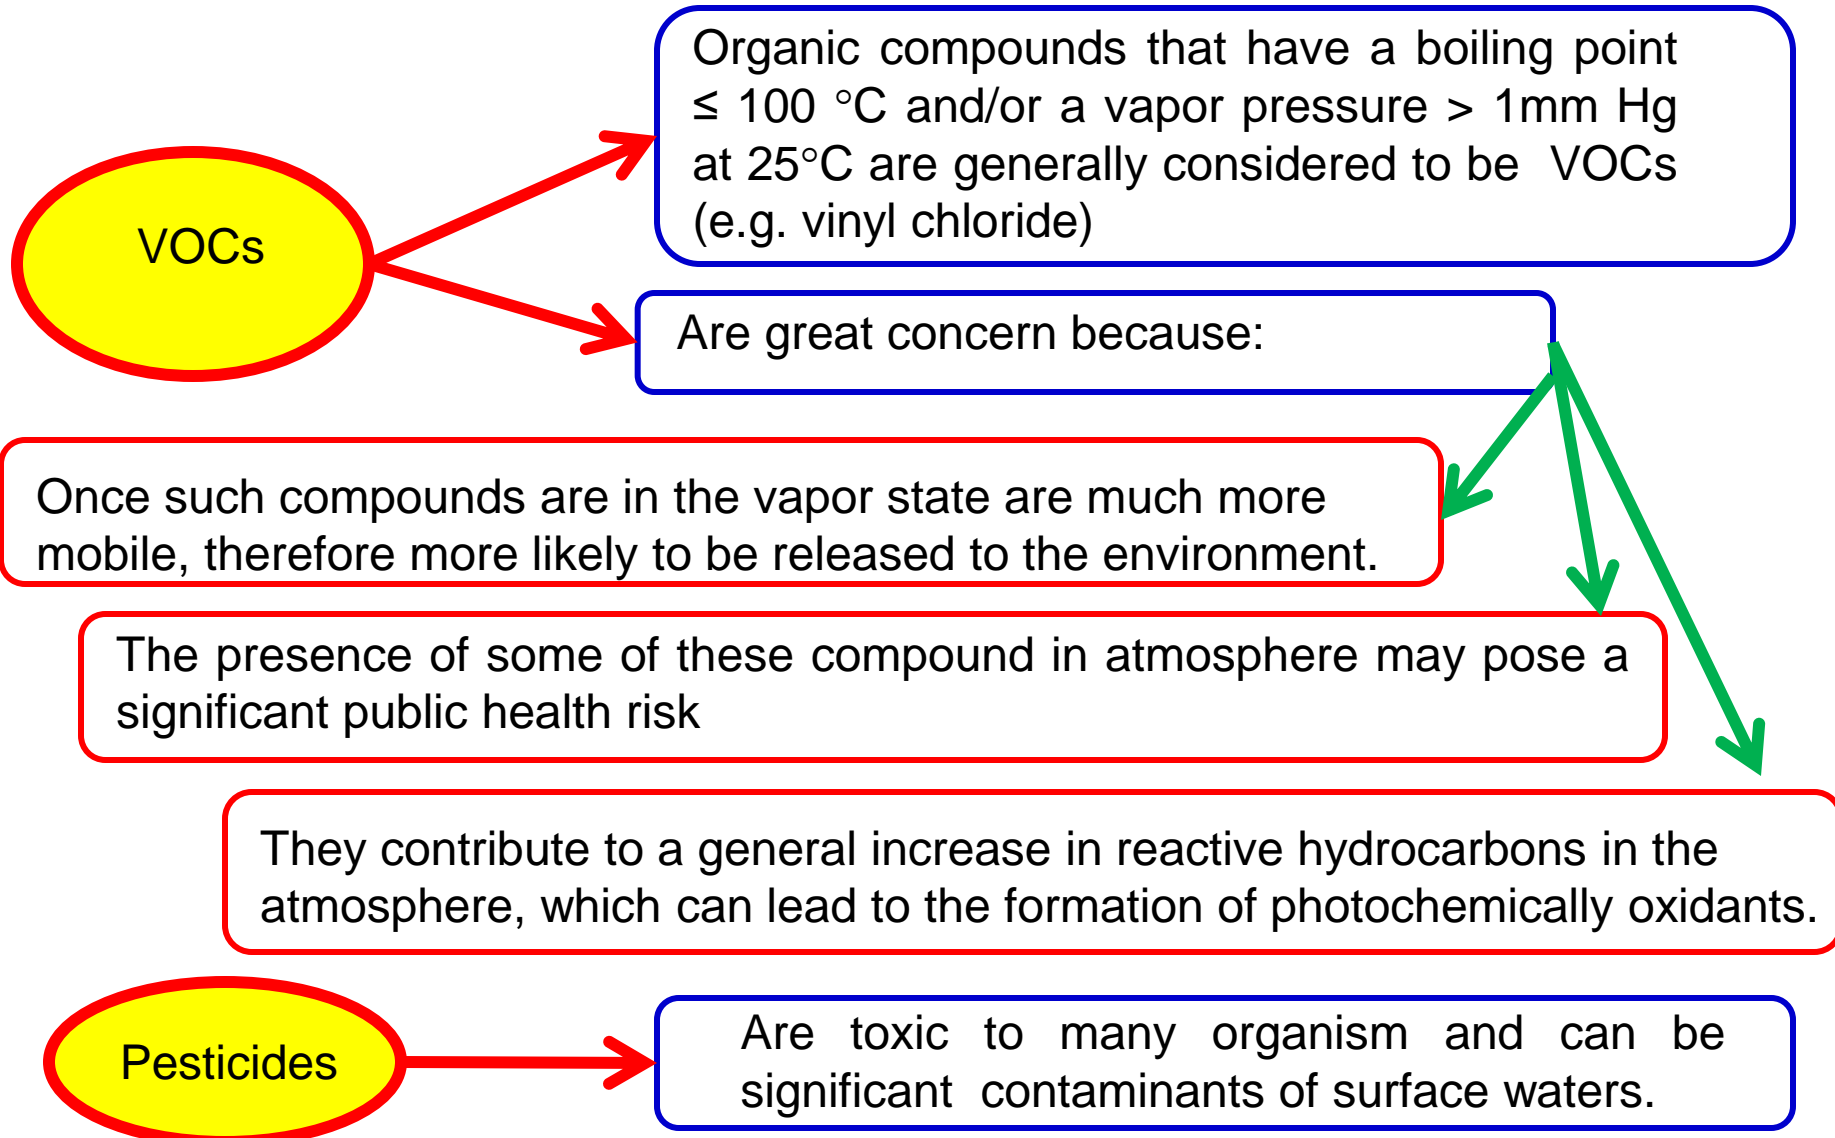 VOCs
Organic compounds that have a boiling point
≤ 100 °C and/or a vapor pressure > 1mm Hg
at 25°C are generally considered to be VOCs
(e.g. vinyl chloride)
Are great concern because:
Once such compounds are in the vapor state are much more
mobile, therefore more likely to be released to the environment.
The presence of some of these compound in atmosphere may pose a
significant public health risk
They contribute to a general increase in reactive hydrocarbons in the
atmosphere, which can lead to the formation of photochemically oxidants.
Pesticides
Are toxic to many organism and can be
significant contaminants of surface waters.